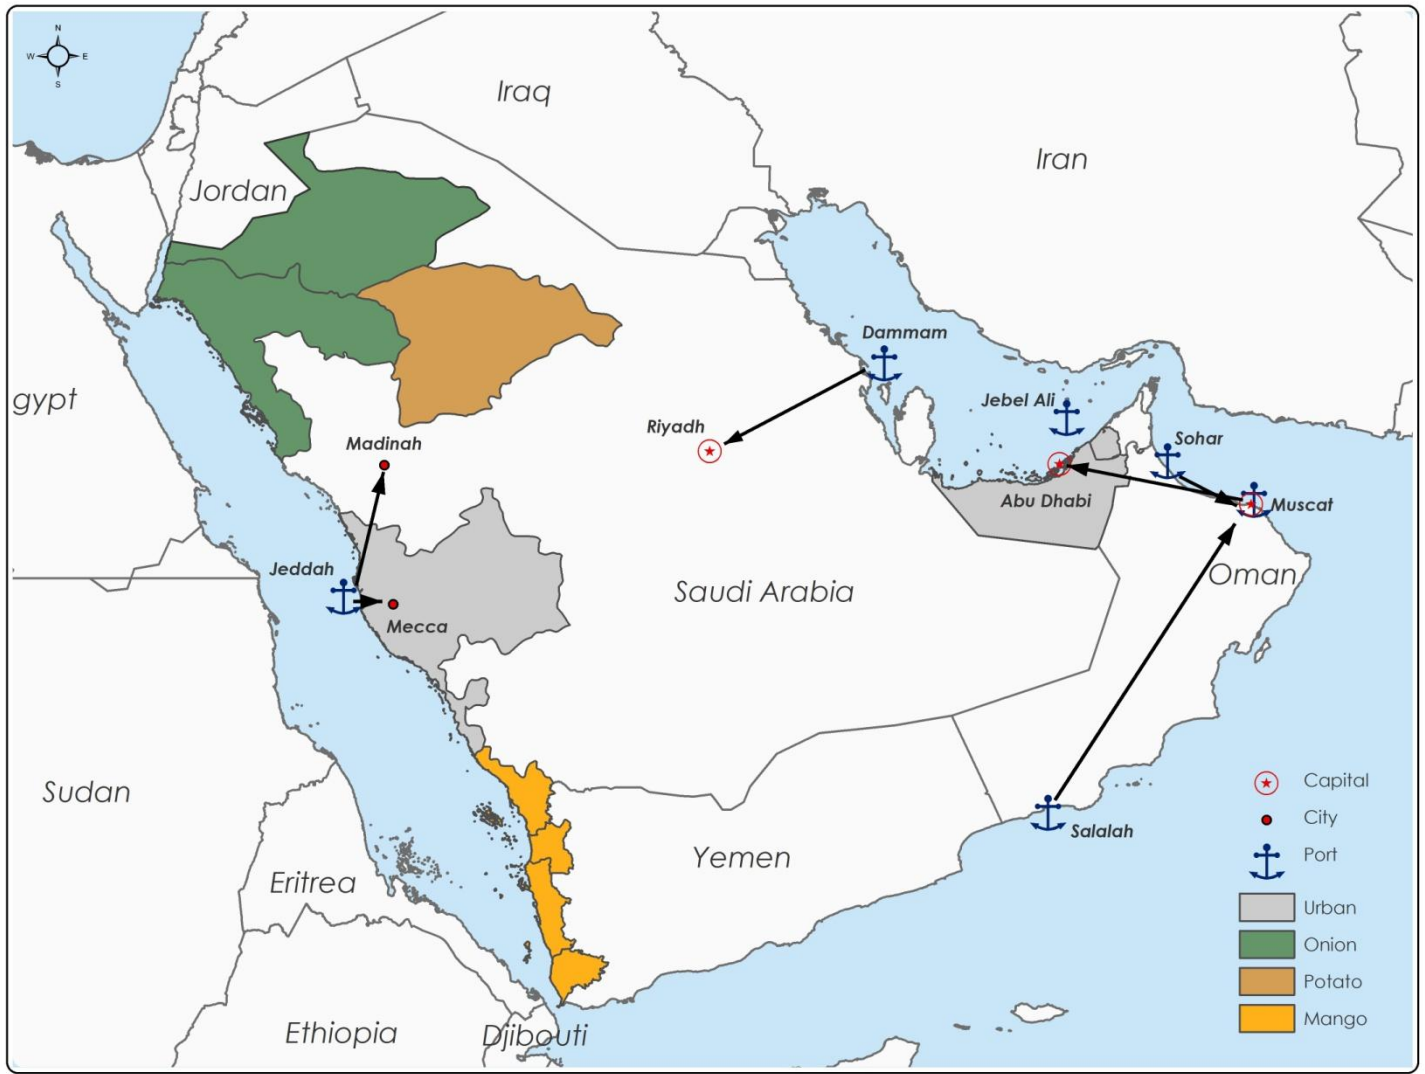 N
W E
S
Iraq
Iran
Jordan
Dammam
gypt
Jebel Ali
Riyadh
Madinah
Sohar
Abu Dhabi
Muscat
Jeddah
Oman
Saudi Arabia
Mecca
Sudan
Capital
City
Salalah
Port
Yemen
Eritrea
Urban
Onion
Potato
Mango
Ethiopia
Djibouti